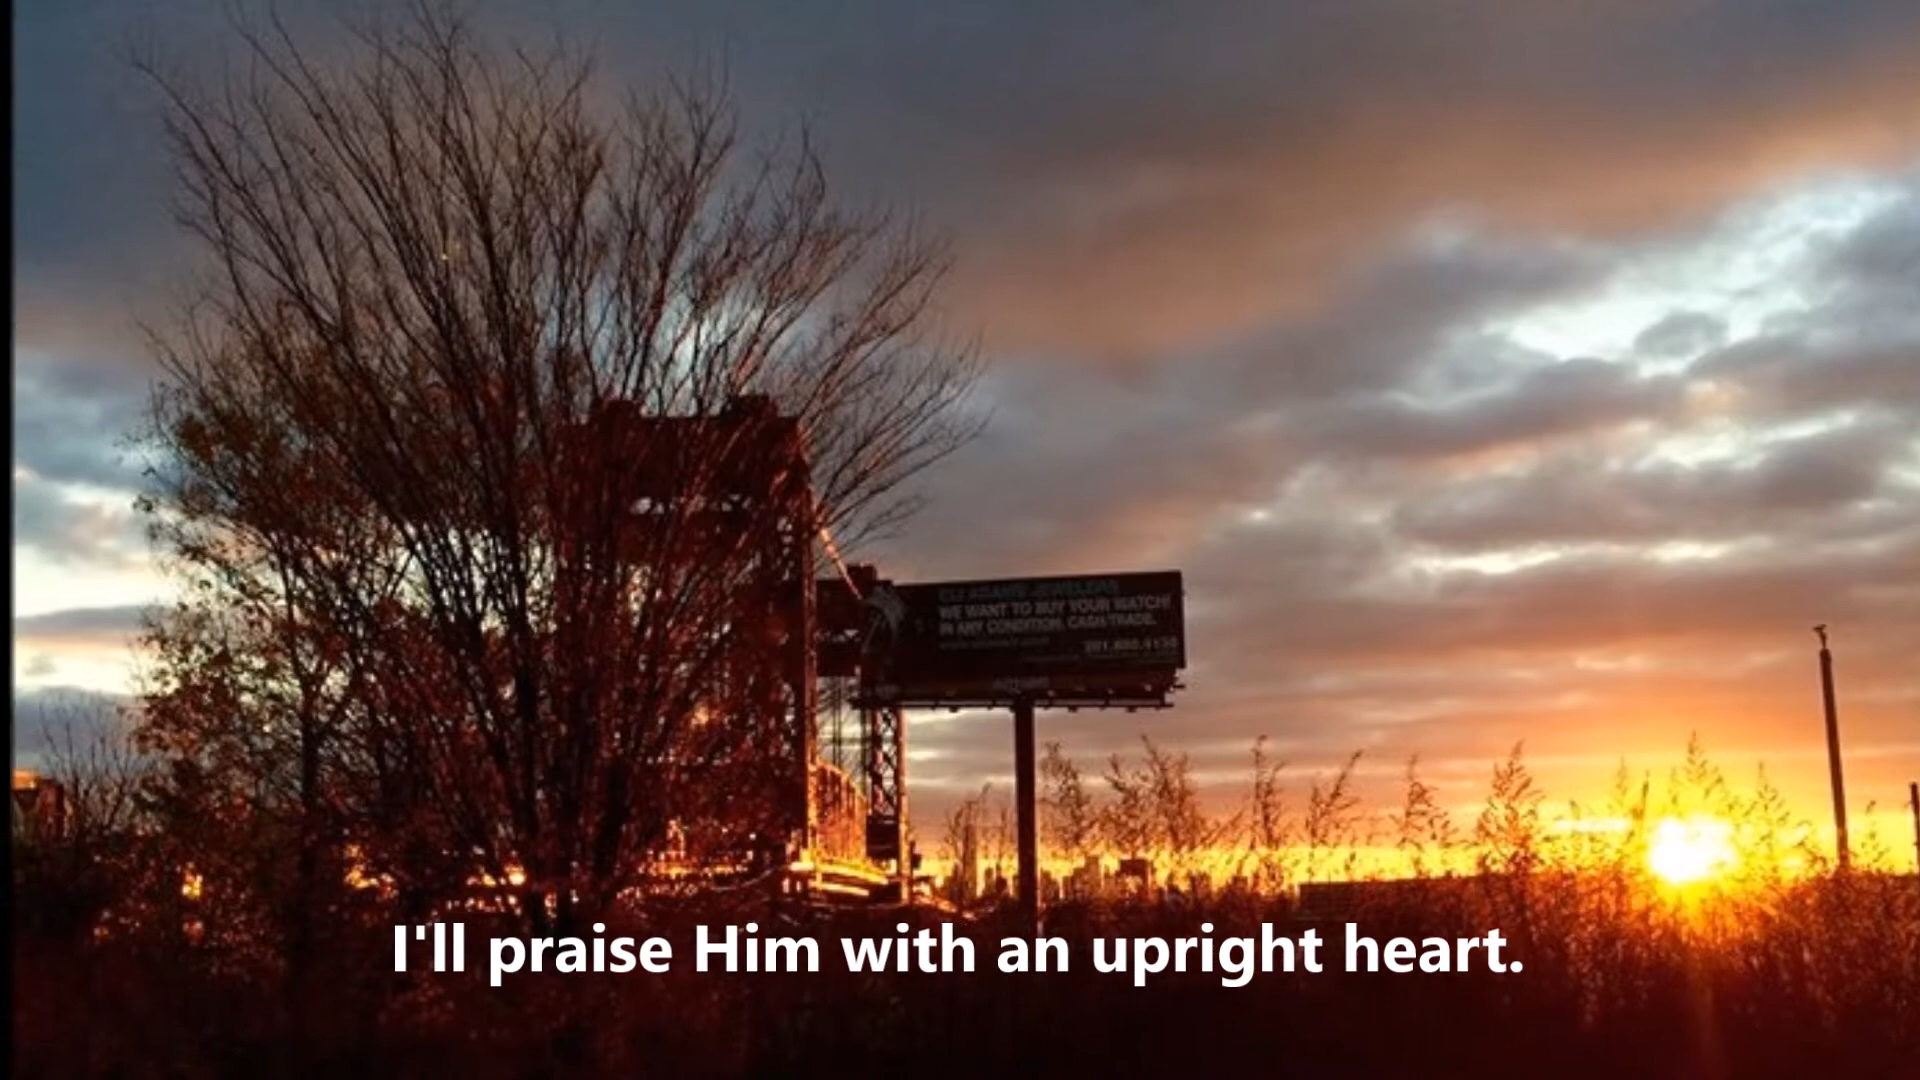 WE WANT TO BUY YOUR WATCH!
IN ANY CONDITION. CASH/TRADE.
I'll praise Him with an upright heart.